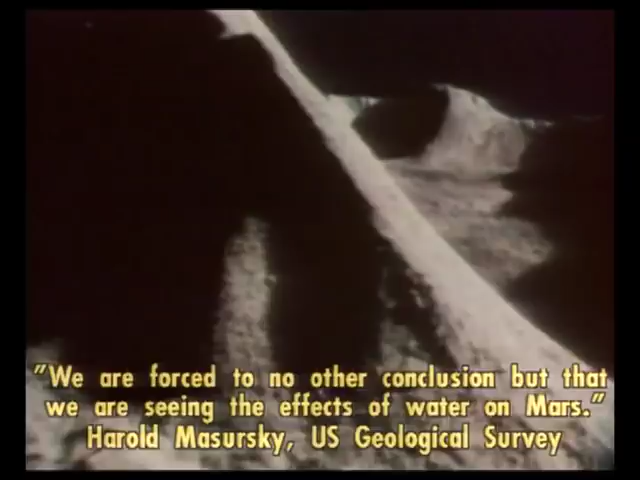 "We are forced to no other conclusion but that
we are seeing the effects of water on Mars."
Harold Masursky, US Geological Survey